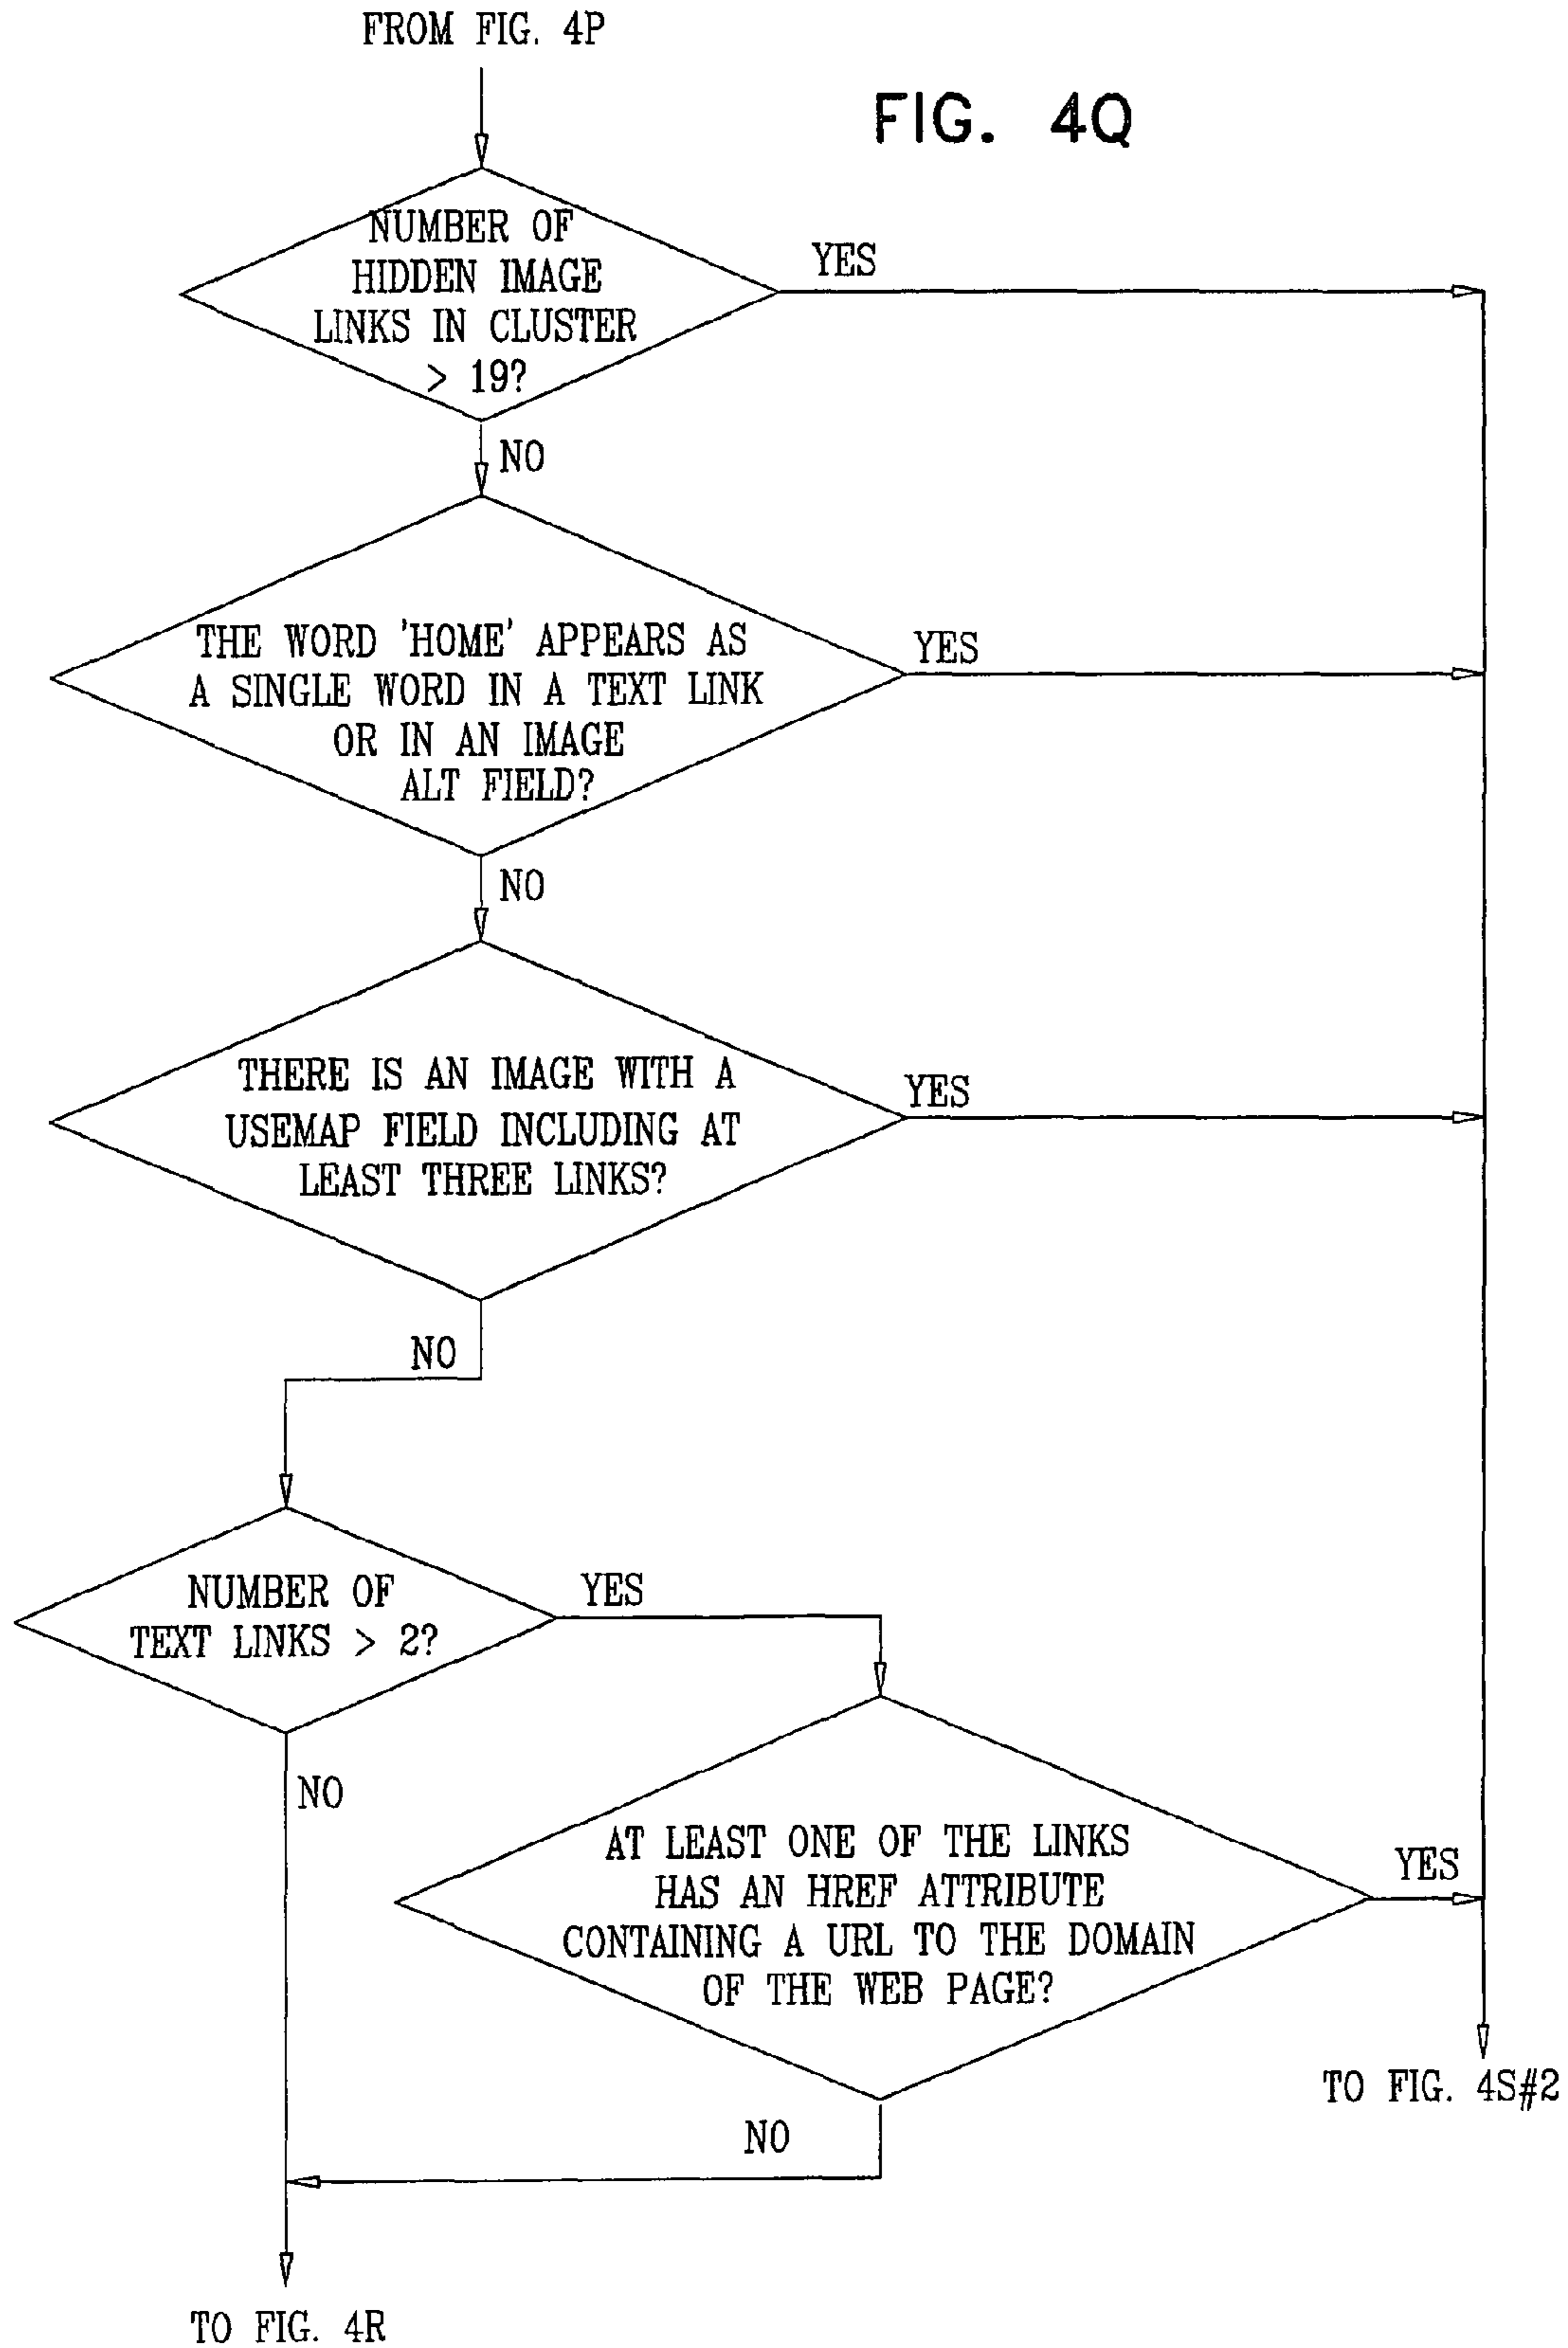 FROM FIG. 4P
FIG. 4Q
NUMBER OF
HIDDEN IMAGE
LINKS IN CLUSTER
> 19?
YES
NO
THE WORD 'HOME' APPEARS AS
A SINGLE WORD IN A TEXT LINK
OR IN AN IMAGE
ALT FIELD?
YES
NO
THERE IS AN IMAGE WITH A
USEMAP FIELD INCLUDING AT
LEAST THREE LINKS?
YES
NO
NUMBER OF
TEXT LINKS > 2?
YES
NO
AT LEAST ONE OF THE LINKS
HAS AN HREF ATTRIBUTE
CONTAINING A URL TO THE DOMAIN
OF THE WEB PAGE?
YES
TO FIG. 4S#2
NO
TO FIG. 4R